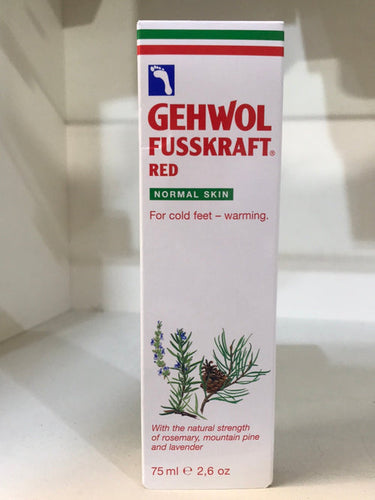 GEHWOL
FUSSKRAFT®
RED
NORMAL SKIN
For cold feet – warming.
With the natural strength
of rosemary, mountain pine
and lavender
75 ml ℮ 2,6 oz